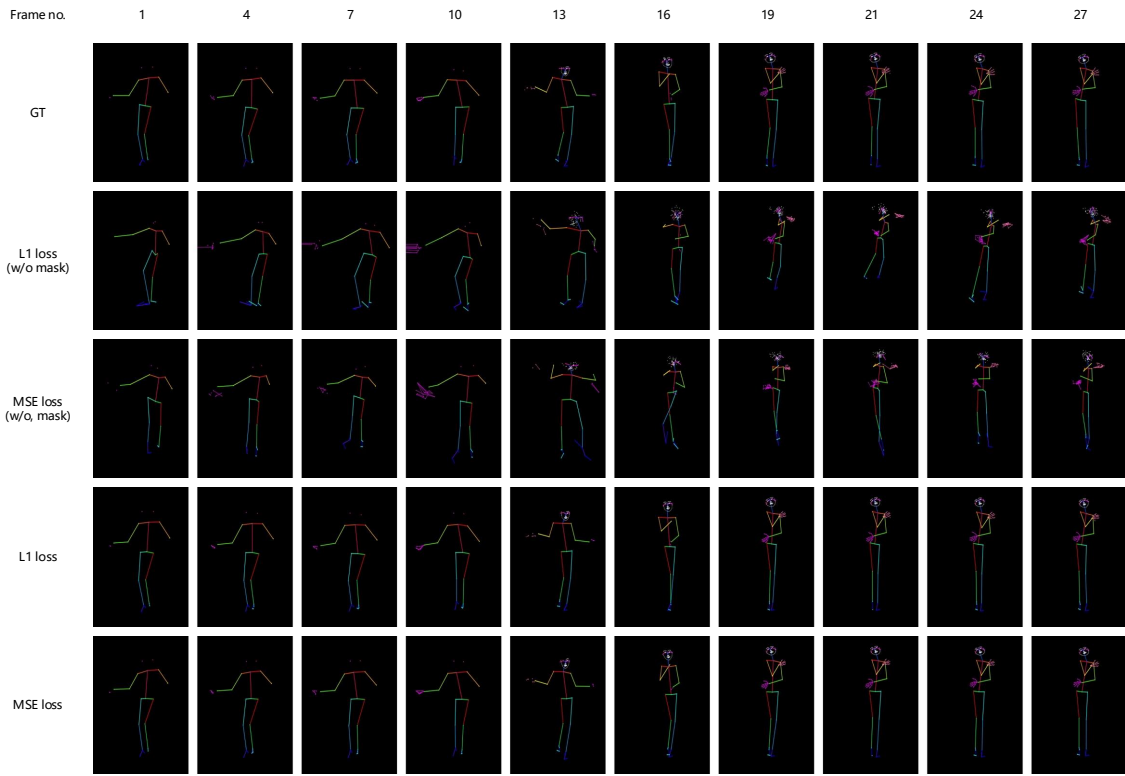 Frame no. 1 4 7 10 13 16 19 21 24 27
GT
L1 loss
(w/o mask)
MSE loss
(w/o, mask)
L1 loss
MSE loss